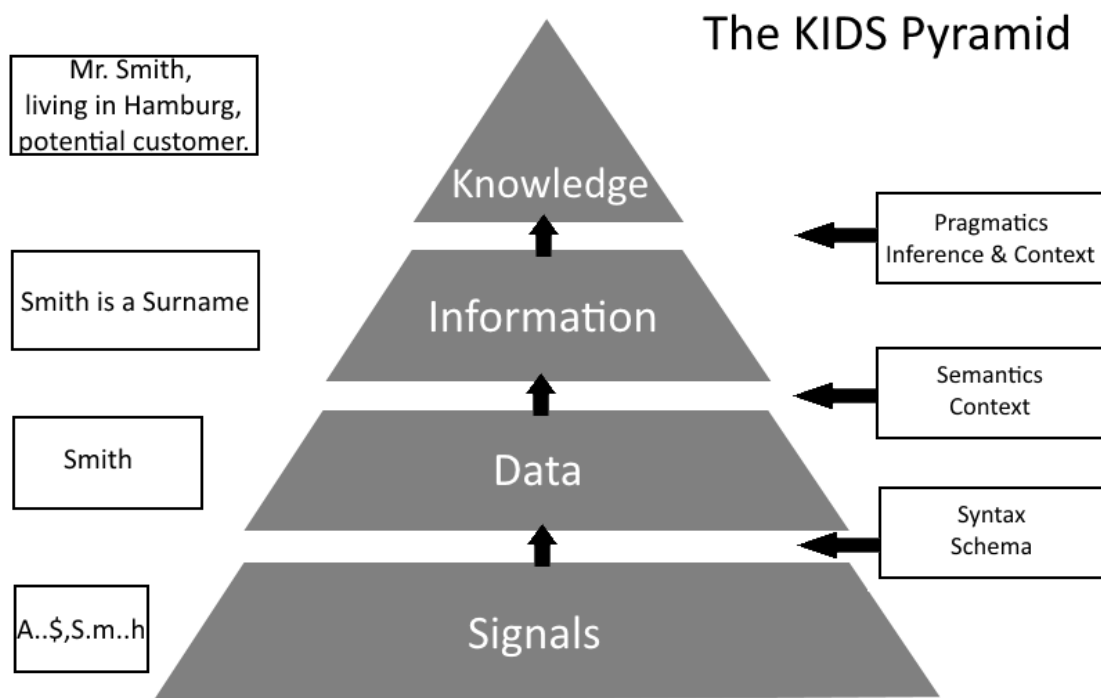 The KIDS Pyramid
Mr. Smith,
living in Hamburg,
potential customer.
Knowledge
Pragmatics
Inference & Context
Smith is a Surname
Information
Semantics
Context
Smith
Data
Syntax
Schema
A..$,S.m..h
Signals